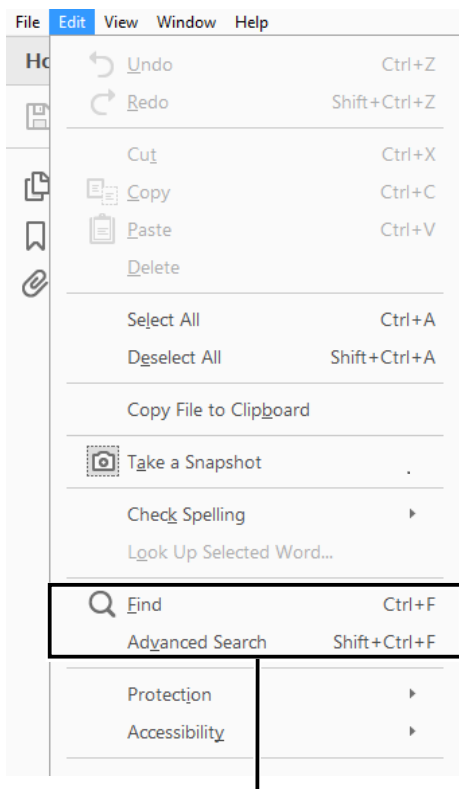 File Edit View Window Help
Ho
Undo Ctrl+Z
Redo Shift+Ctrl+Z
Cut Ctrl+X
Copy Ctrl+C
Paste Ctrl+V
Delete
Select All Ctrl+A
Deselect All Shift+Ctrl+A
Copy File to Clipboard
Take a Snapshot
Check Spelling
Look Up Selected Word...
Find Ctrl+F
Advanced Search Shift+Ctrl+F
Protection
Accessibility